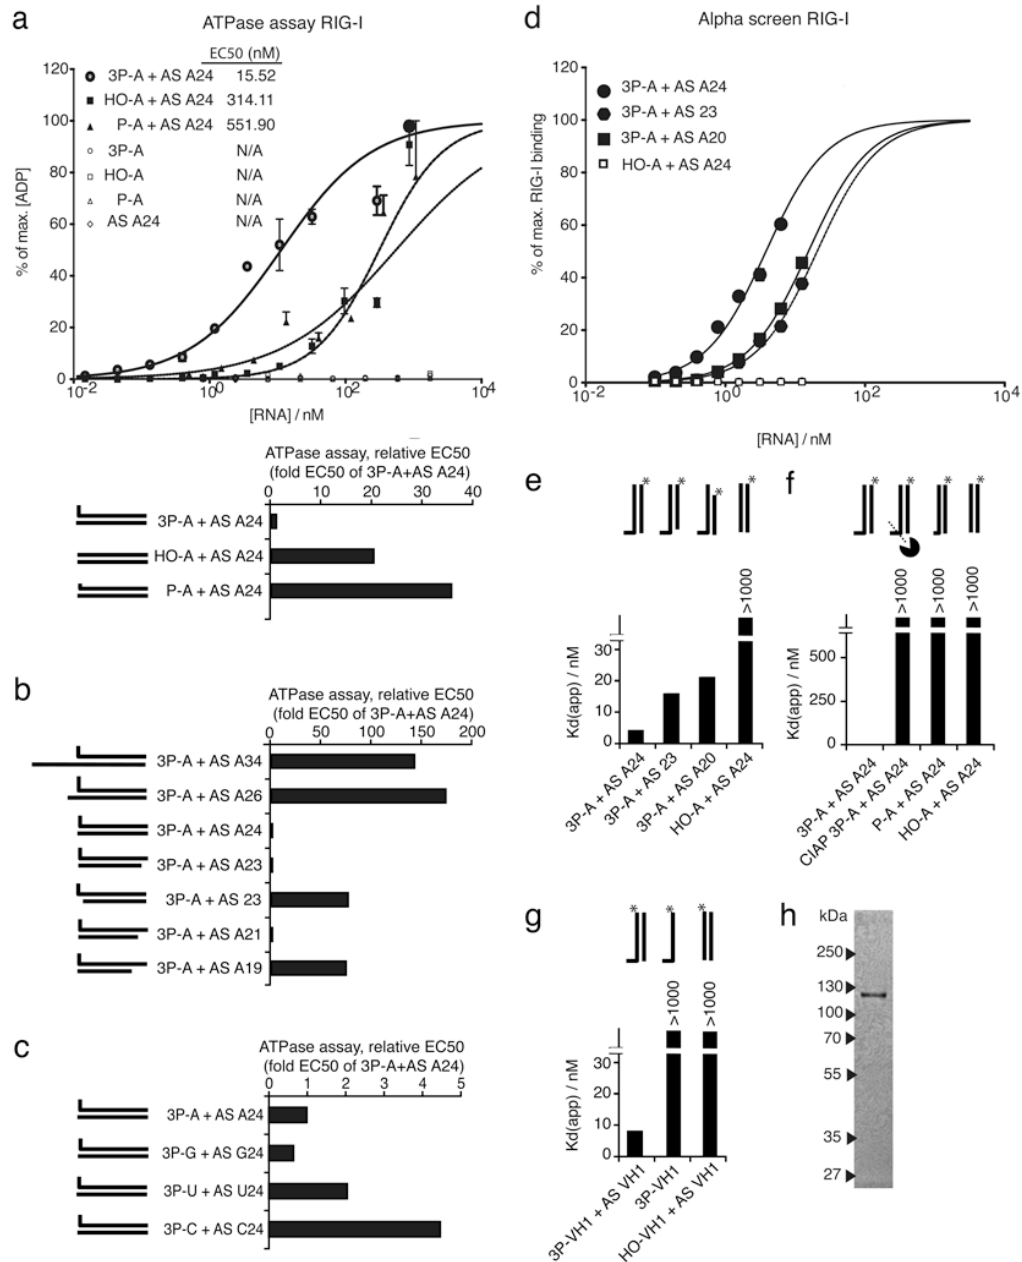 a
ATPase assay RIG-I
EC50 (nM)
3P-A + AS A24 15.52
HO-A + AS A24 314.11
P-A + AS A24 551.90
3P-A N/A
HO-A N/A
P-A N/A
AS A24 N/A
% of max. [ADP]
120
100
80
60
40
20
0
10-2 100 102 104
[RNA] / nM
ATPase assay, relative EC50
(fold EC50 of 3P-A+AS A24)
0 10 20 30 40
3P-A + AS A24
HO-A + AS A24
P-A + AS A24
b
ATPase assay, relative EC50
(fold EC50 of 3P-A+AS A24)
0 50 100 150 200
3P-A + AS A34
3P-A + AS A26
3P-A + AS A24
3P-A + AS A23
3P-A + AS 23
3P-A + AS A21
3P-A + AS A19
c
ATPase assay, relative EC50
(fold EC50 of 3P-A+AS A24)
0 1 2 3 4 5
3P-A + AS A24
3P-G + AS G24
3P-U + AS U24
3P-C + AS C24
d
Alpha screen RIG-I
3P-A + AS A24
3P-A + AS 23
3P-A + AS A20
HO-A + AS A24
% of max. RIG-I binding
120
100
80
60
40
20
0
10-2 100 102 104
[RNA] / nM
e
* * * *
>1000
Kd(app) / nM
30
20
10
0
3P-A + AS A24
3P-A + AS 23
3P-A + AS A20
HO-A + AS A24
f
* * * *
>1000
>1000
>1000
Kd(app) / nM
500
250
0
3P-A + AS A24
CIAP 3P-A + AS A24
P-A + AS A24
HO-A + AS A24
g
* * *
>1000
>1000
Kd(app) / nM
30
20
10
0
3P-VH1 + AS VH1
3P-VH1
HO-VH1 + AS VH1
h
kDa
250
130
100
70
55
35
27